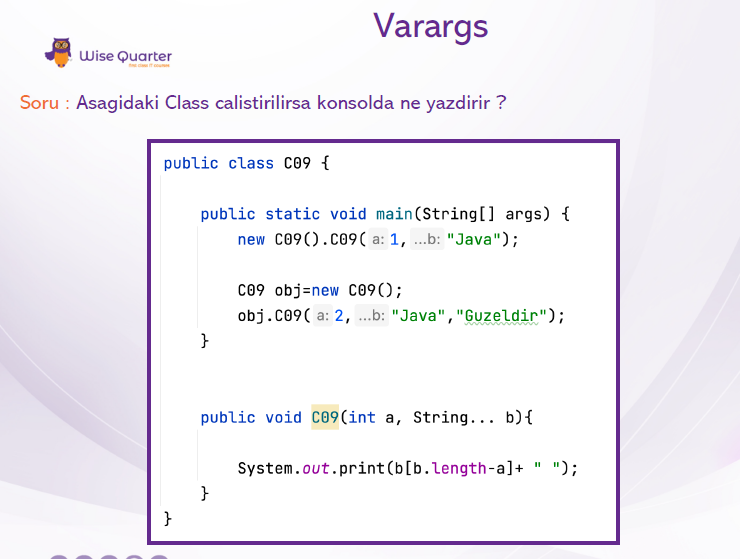 Varargs
Wise Quarter
Soru : Asagidaki Class calistirilirsa konsolda ne yazdirir ?
public class C09 {
public static void main(String[] args) {
new C09().C09( a: 1, ...b: "Java");
C09 obj=new C09();
obj.C09( a: 2, ...b: "Java","Guzeldir");
}
public void C09(int a, String... b){
System.out.print(b[b.length-a]+ " ");
}
}